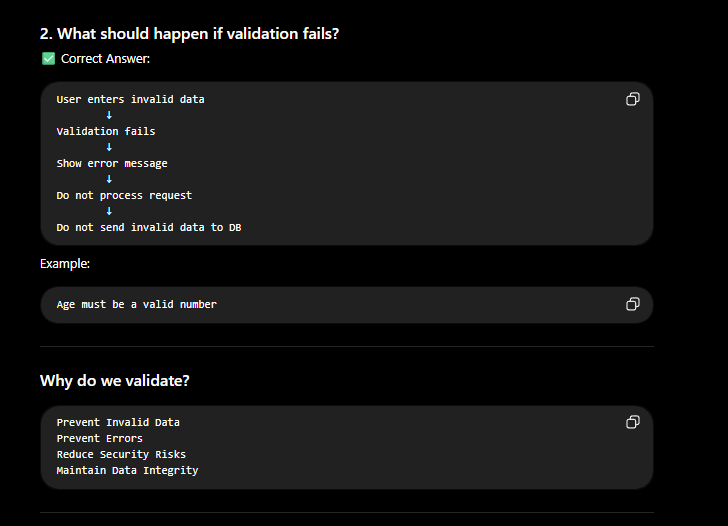 2. What should happen if validation fails?
✅ Correct Answer:
User enters invalid data
↓
Validation fails
↓
Show error message
↓
Do not process request
↓
Do not send invalid data to DB
Example:
Age must be a valid number
Why do we validate?
Prevent Invalid Data
Prevent Errors
Reduce Security Risks
Maintain Data Integrity